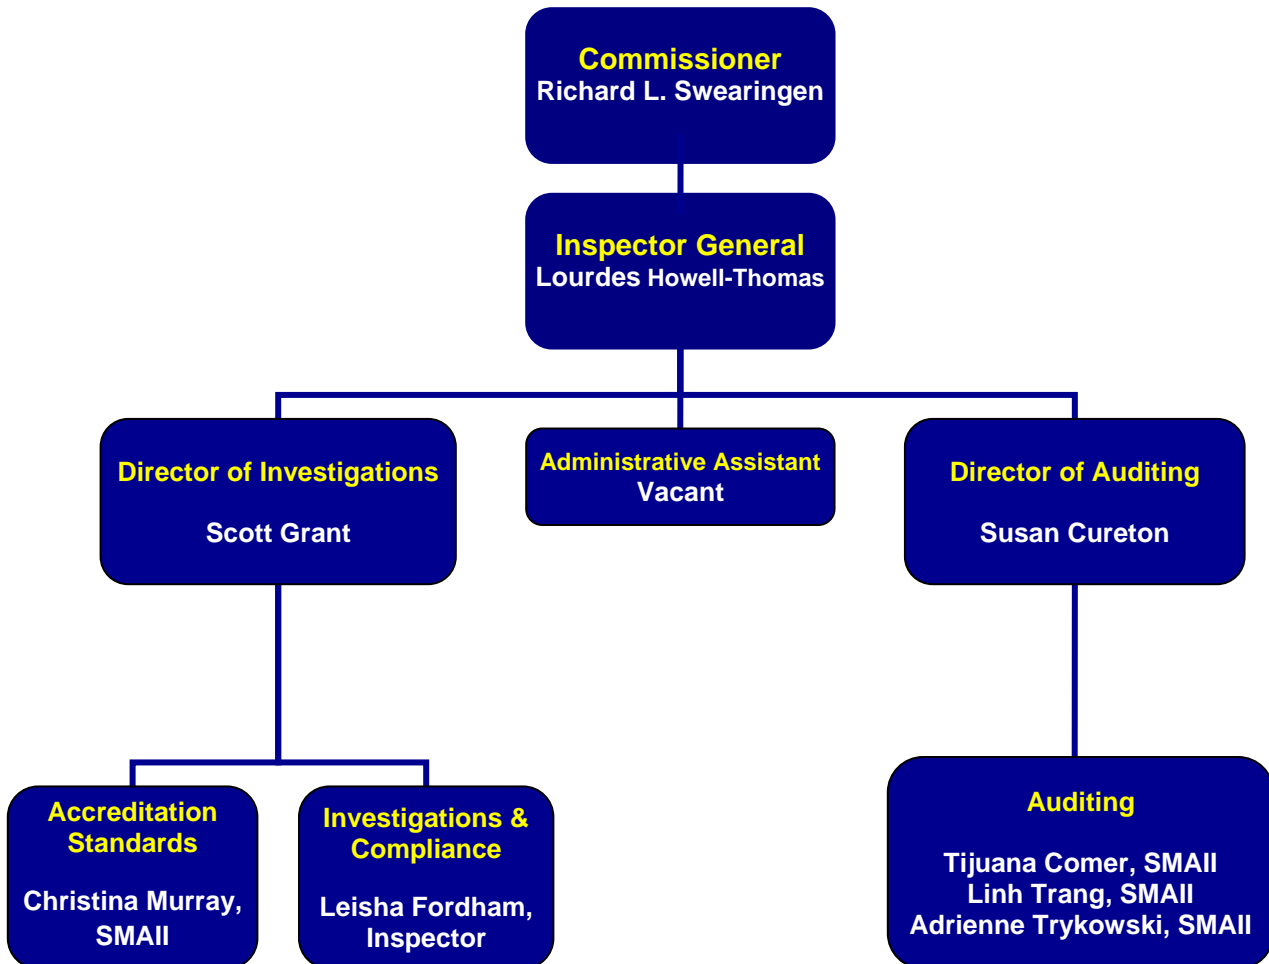 Commissioner
Richard L. Swearingen
Inspector General
Lourdes Howell-Thomas
Director of Investigations
Scott Grant
Administrative Assistant
Vacant
Director of Auditing
Susan Cureton
Accreditation
Standards
Christina Murray,
SMAII
Investigations &
Compliance
Leisha Fordham,
Inspector
Auditing
Tijuana Comer, SMAII
Linh Trang, SMAII
Adrienne Trykowski, SMAII